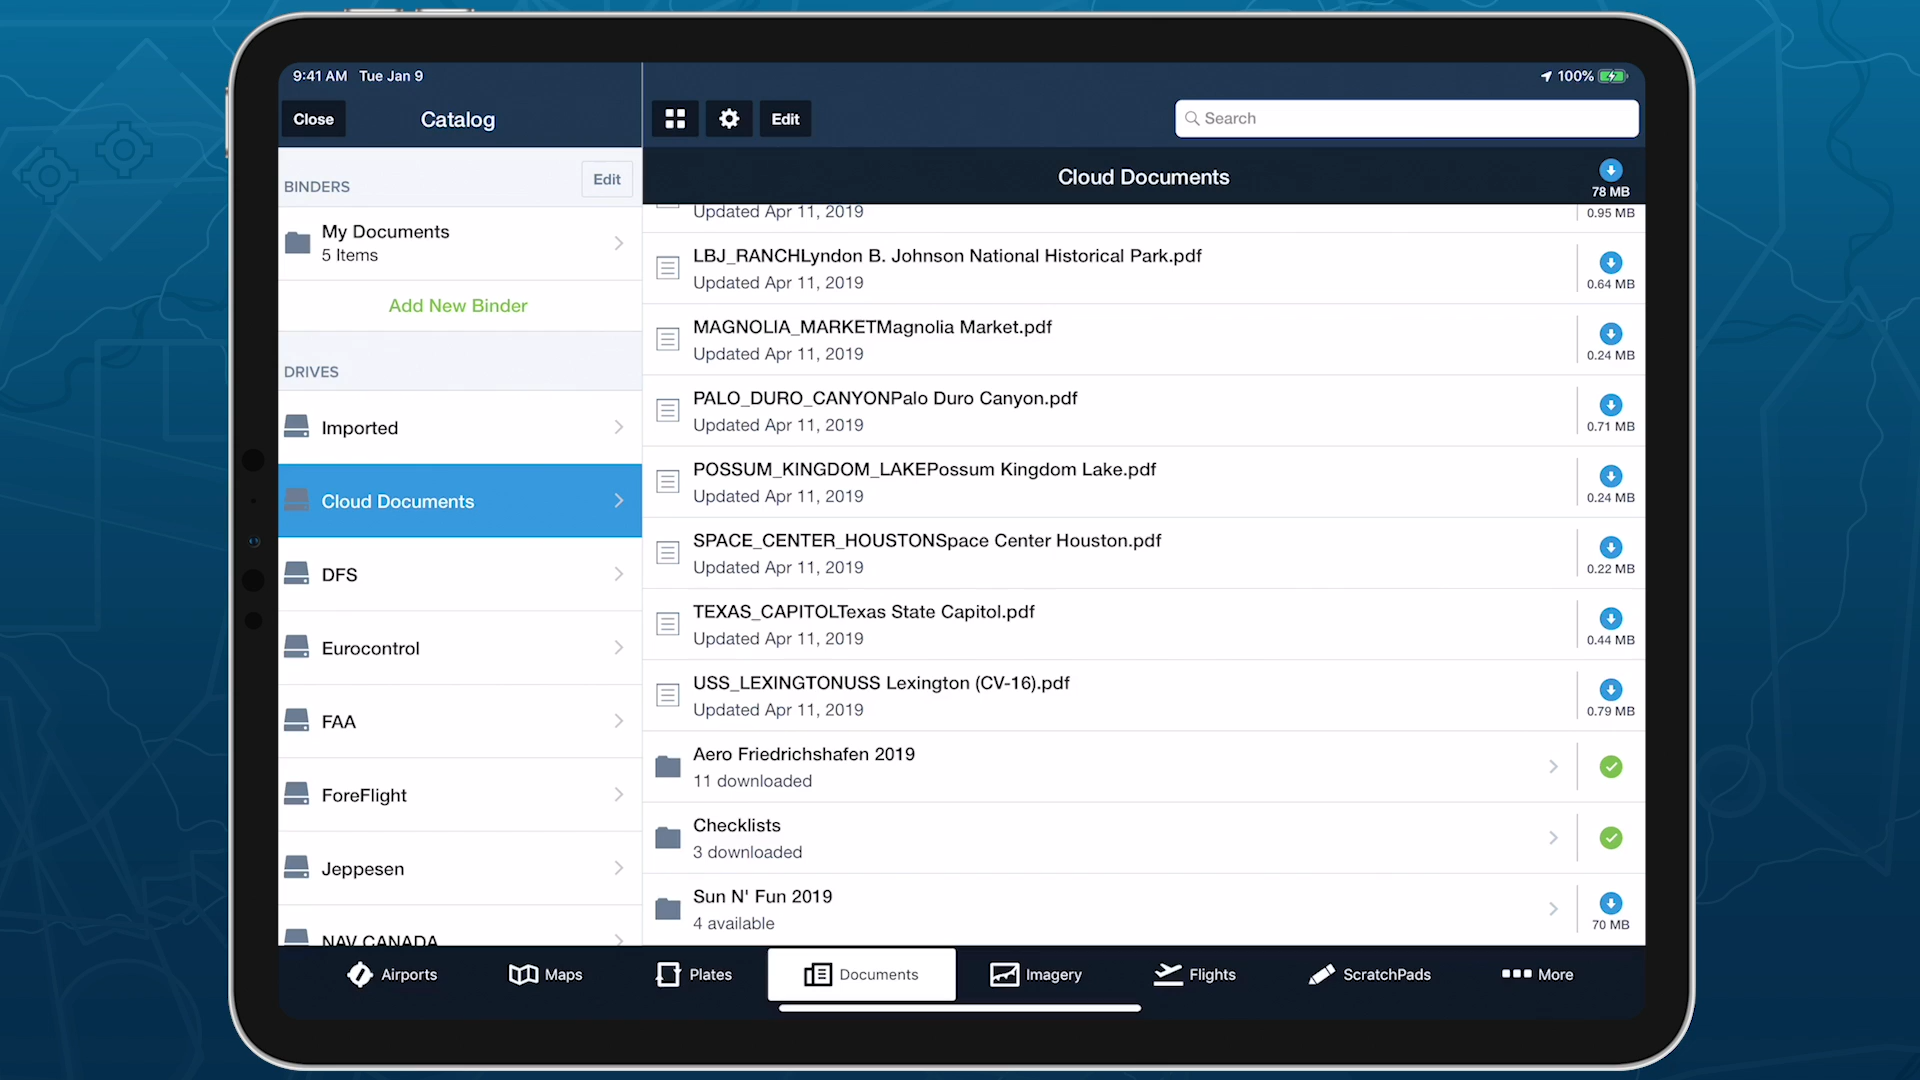 9:41 AM Tue Jan 9
100%
Close
Catalog
Edit
Search
BINDERS
Edit
My Documents
5 Items
Add New Binder
DRIVES
Imported
Cloud Documents
DFS
Eurocontrol
FAA
ForeFlight
Jeppesen
NAV CANADA
Cloud Documents
78 MB
Updated Apr 11, 2019
0.95 MB
LBJ_RANCHLyndon B. Johnson National Historical Park.pdf
Updated Apr 11, 2019
0.64 MB
MAGNOLIA_MARKETMagnolia Market.pdf
Updated Apr 11, 2019
0.24 MB
PALO_DURO_CANYONPalo Duro Canyon.pdf
Updated Apr 11, 2019
0.71 MB
POSSUM_KINGDOM_LAKEPossum Kingdom Lake.pdf
Updated Apr 11, 2019
0.24 MB
SPACE_CENTER_HOUSTONSpace Center Houston.pdf
Updated Apr 11, 2019
0.22 MB
TEXAS_CAPITOLTexas State Capitol.pdf
Updated Apr 11, 2019
0.44 MB
USS_LEXINGTONUSS Lexington (CV-16).pdf
Updated Apr 11, 2019
0.79 MB
Aero Friedrichshafen 2019
11 downloaded
Checklists
3 downloaded
Sun N' Fun 2019
4 available
70 MB
Airports
Maps
Plates
Documents
Imagery
Flights
ScratchPads
More